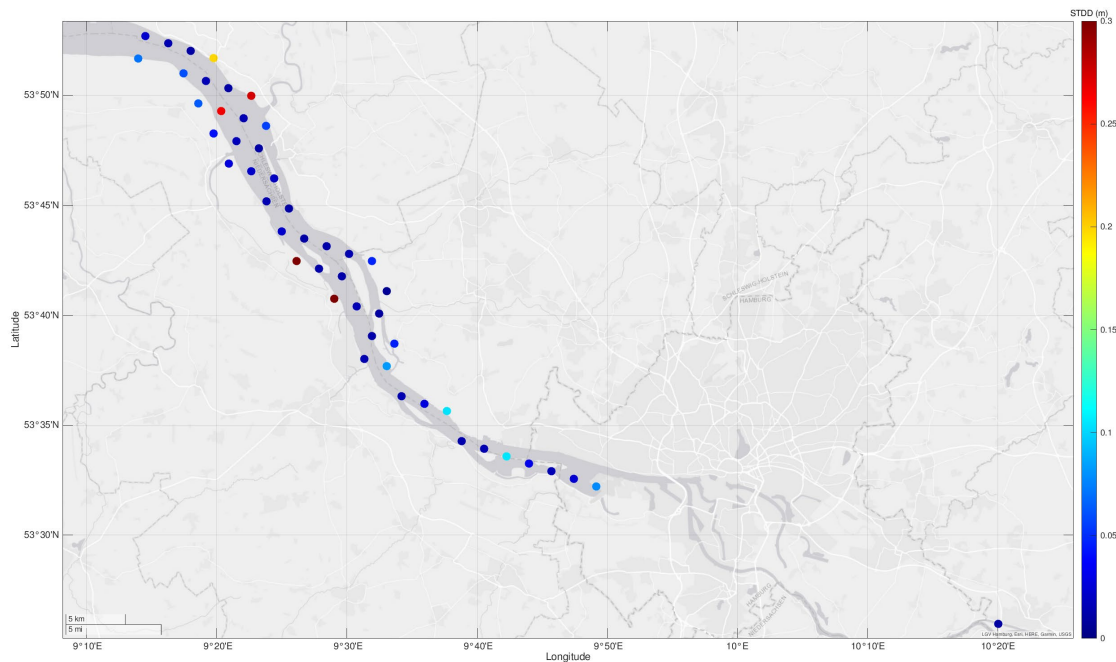 STDD (m)
0.3
53°50'N
0.25
53°45'N
0.2
SCHLESWIG-HOLSTEIN
HAMBURG
53°40'N
0.15
Latitude
53°35'N
0.1
53°30'N
0.05
HAMBURG
NIEDERSACHSEN
5 km
5 mi
LGV Hamburg, Esri, HERE, Garmin, USGS
0
9°10'E 9°20'E 9°30'E 9°40'E 9°50'E 10°E 10°10'E 10°20'E
Longitude